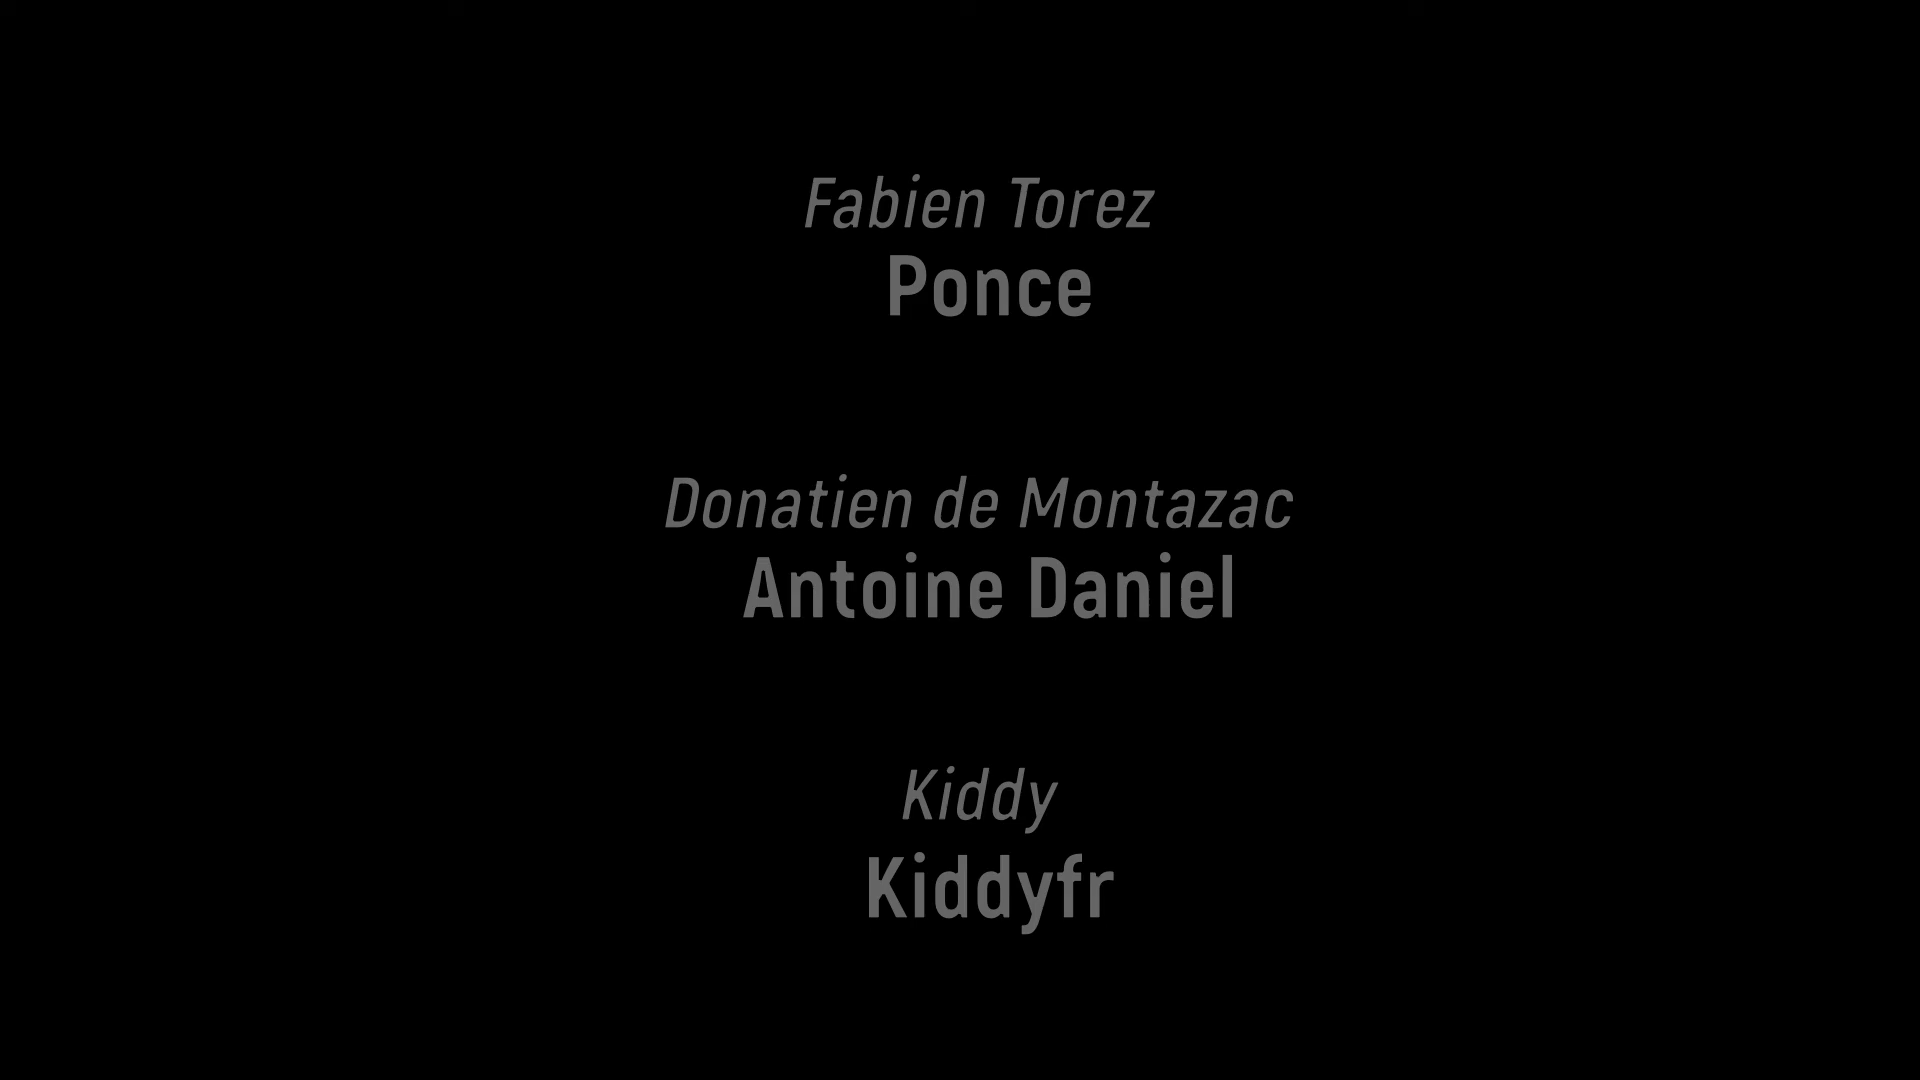 Fabien Torez
Ponce
Donatien de Montazac
Antoine Daniel
Kiddy
Kiddyfr